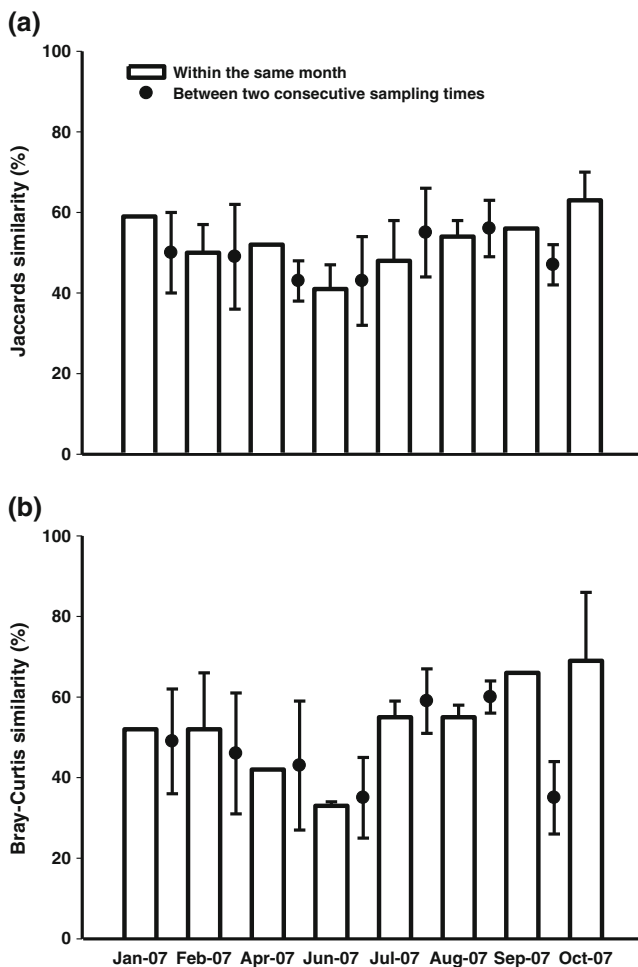 (a)
100
80
60
40
20
0
Jaccards similarity (%)
Within the same month
Between two consecutive sampling times
(b)
100
80
60
40
20
0
Bray-Curtis similarity (%)
Jan-07 Feb-07 Apr-07 Jun-07 Jul-07 Aug-07 Sep-07 Oct-07